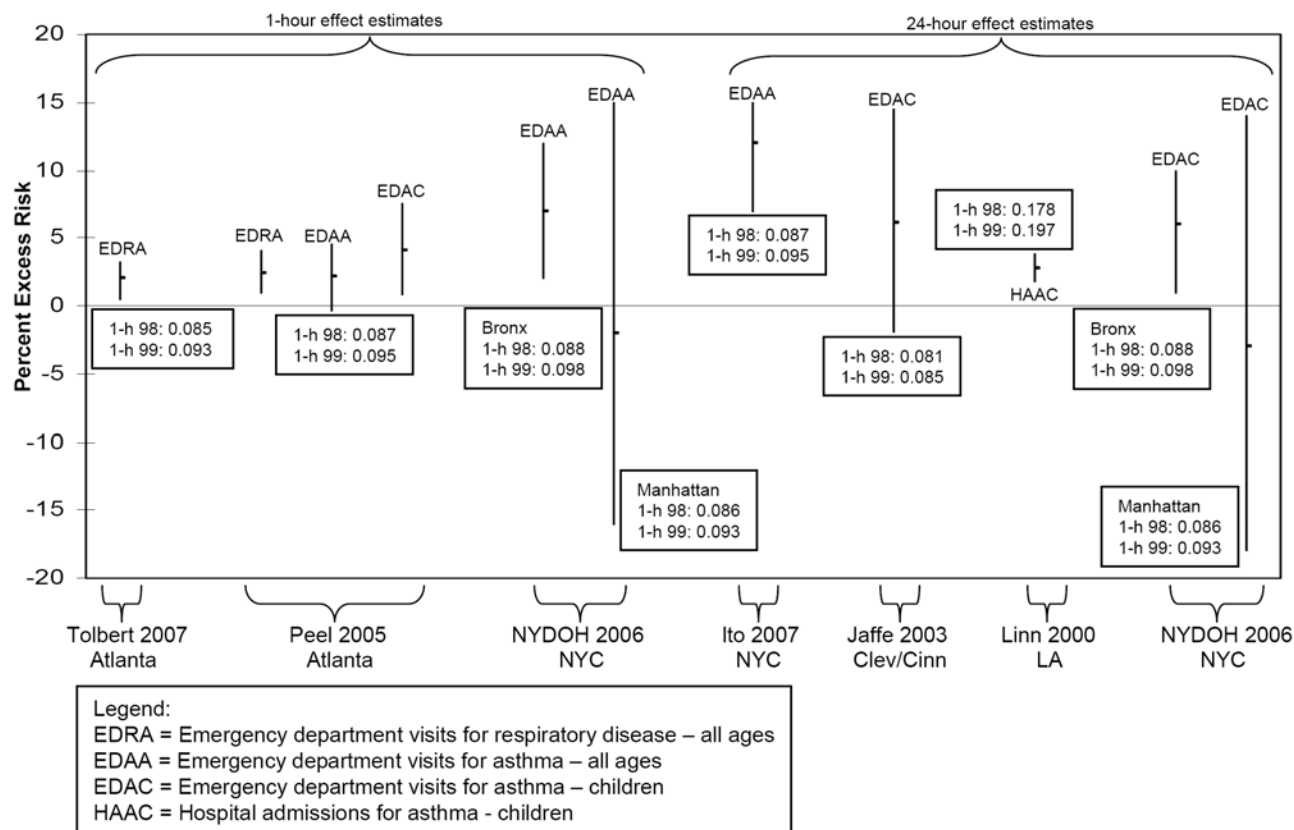 1-hour effect estimates
24-hour effect estimates
Percent Excess Risk
20
15
10
5
0
-5
-10
-15
-20
EDRA
1-h 98: 0.085
1-h 99: 0.093
EDRA
EDAA
EDAC
1-h 98: 0.087
1-h 99: 0.095
EDAA
Bronx
1-h 98: 0.088
1-h 99: 0.098
EDAA
Manhattan
1-h 98: 0.086
1-h 99: 0.093
EDAA
1-h 98: 0.087
1-h 99: 0.095
EDAC
1-h 98: 0.081
1-h 99: 0.085
1-h 98: 0.178
1-h 99: 0.197
HAAC
EDAC
Bronx
1-h 98: 0.088
1-h 99: 0.098
EDAC
Manhattan
1-h 98: 0.086
1-h 99: 0.093
Tolbert 2007
Atlanta
Peel 2005
Atlanta
NYDOH 2006
NYC
Ito 2007
NYC
Jaffe 2003
Clev/Cinn
Linn 2000
LA
NYDOH 2006
NYC
Legend:
EDRA = Emergency department visits for respiratory disease – all ages
EDAA = Emergency department visits for asthma – all ages
EDAC = Emergency department visits for asthma – children
HAAC = Hospital admissions for asthma - children